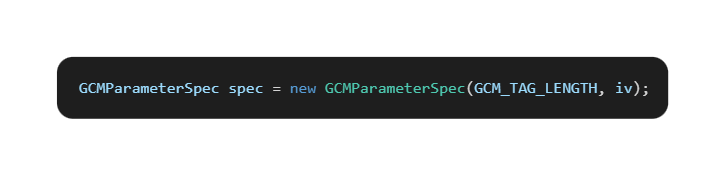 GCMParameterSpec spec = new GCMParameterSpec(GCM_TAG_LENGTH, iv);